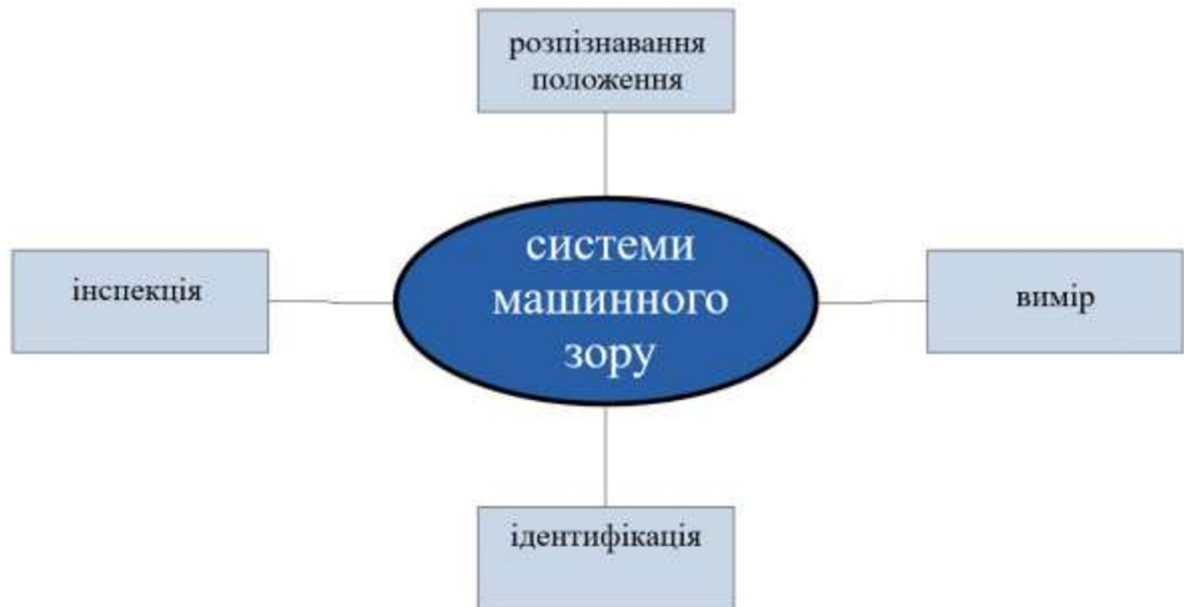 розпізнавання
положення
інспекція
системи
машинного
зору
вимір
ідентифікація